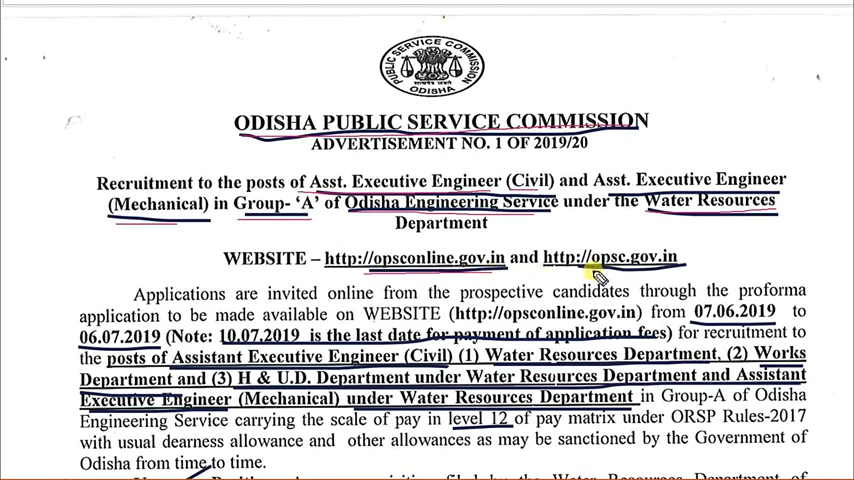 PUBLIC SERVICE COMMISSION
ODISHA
ODISHA PUBLIC SERVICE COMMISSION
ADVERTISEMENT NO. 1 OF 2019/20
Recruitment to the posts of Asst. Executive Engineer (Civil) and Asst. Executive Engineer
(Mechanical) in Group- ‘A’ of Odisha Engineering Service under the Water Resources
Department
WEBSITE – http://opsconline.gov.in and http://opsc.gov.in
Applications are invited online from the prospective candidates through the proforma
application to be made available on WEBSITE (http://opsconline.gov.in) from 07.06.2019 to
06.07.2019 (Note: 10.07.2019 is the last date for payment of application fees) for recruitment to
the posts of Assistant Executive Engineer (Civil) (1) Water Resources Department, (2) Works
Department and (3) H & U.D. Department under Water Resources Department and Assistant
Executive Engineer (Mechanical) under Water Resources Department in Group-A of Odisha
Engineering Service carrying the scale of pay in level 12 of pay matrix under ORSP Rules-2017
with usual dearness allowance and other allowances as may be sanctioned by the Government of
Odisha from time to time.